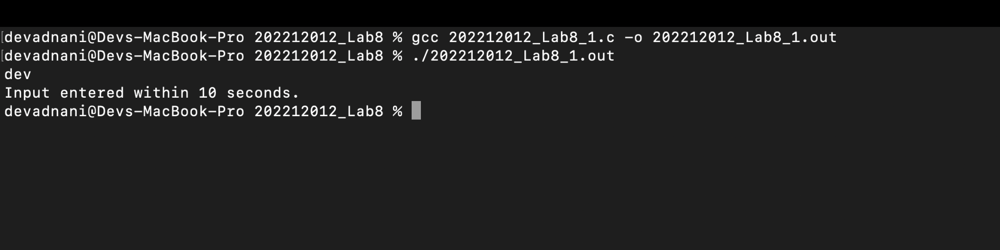 [devadnani@Devs-MacBook-Pro 202212012_Lab8 % gcc 202212012_Lab8_1.c -o 202212012_Lab8_1.out
[devadnani@Devs-MacBook-Pro 202212012_Lab8 % ./202212012_Lab8_1.out
dev
Input entered within 10 seconds.
devadnani@Devs-MacBook-Pro 202212012_Lab8 %